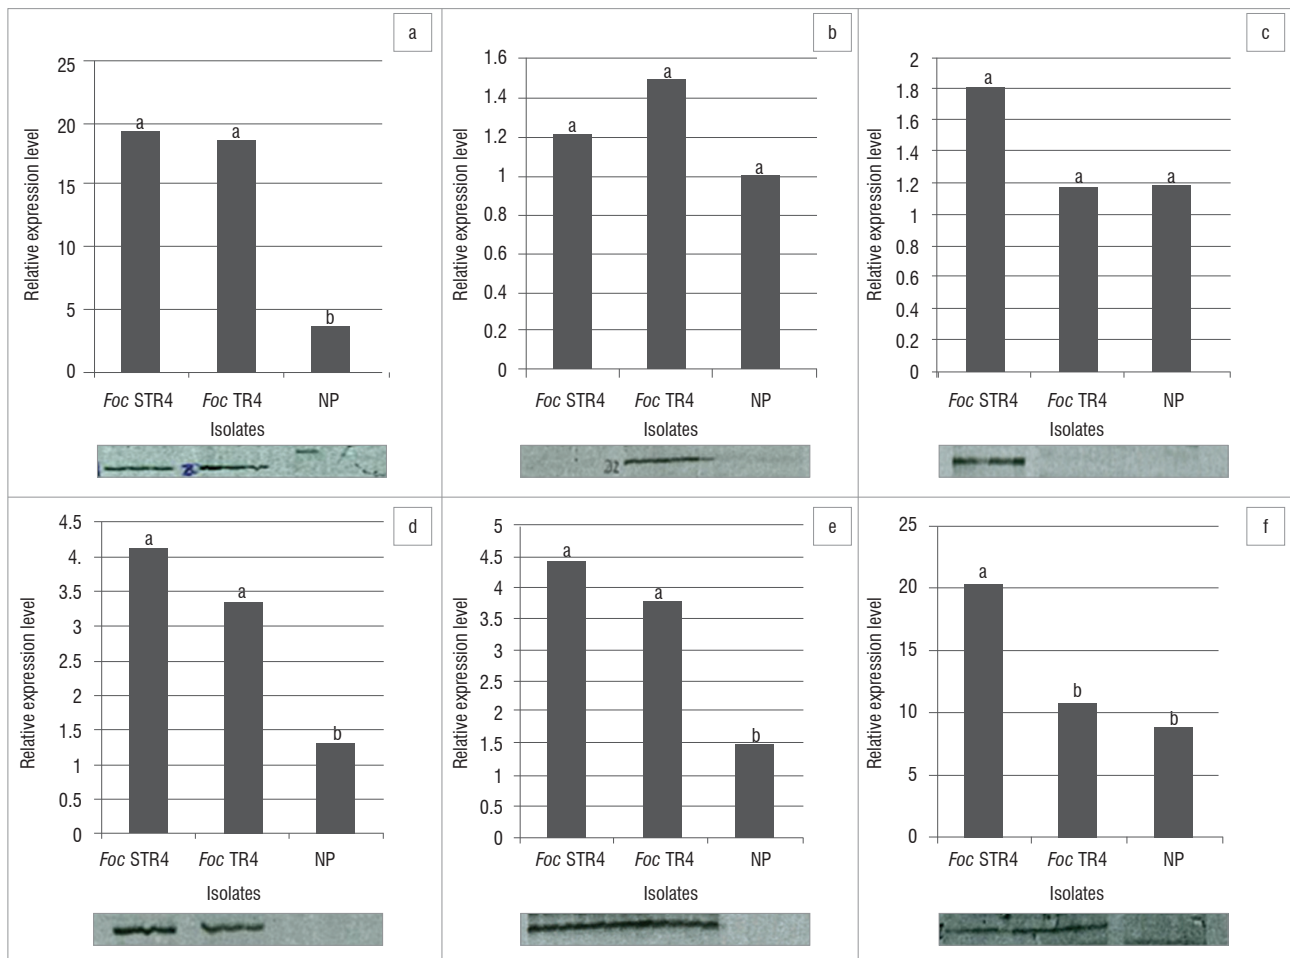 a
Relative expression level
25
20
15
10
5
0
a
a
b
Foc STR4 Foc TR4 NP
Isolates
b
Relative expression level
1.6
1.4
1.2
1
0.8
0.6
0.4
0.2
0
a
a
a
Foc STR4 Foc TR4 NP
Isolates
c
Relative expression level
2
1.8
1.6
1.4
1.2
1
0.8
0.6
0.4
0.2
0
a
a
a
Foc STR4 Foc TR4 NP
Isolates
d
Relative expression level
4.5
4.
3.5
3
2.5
2
1.5
1
0.5
0
a
a
b
Foc STR4 Foc TR4 NP
Isolates
e
Relative expression level
5
4.5
4
3.5
3
2.5
2
1.5
1
0.5
0
a
a
b
Foc STR4 Foc TR4 NP
Isolates
f
Relative expression level
25
20
15
10
5
0
a
b
b
Foc STR4 Foc TR4 NP
Isolates